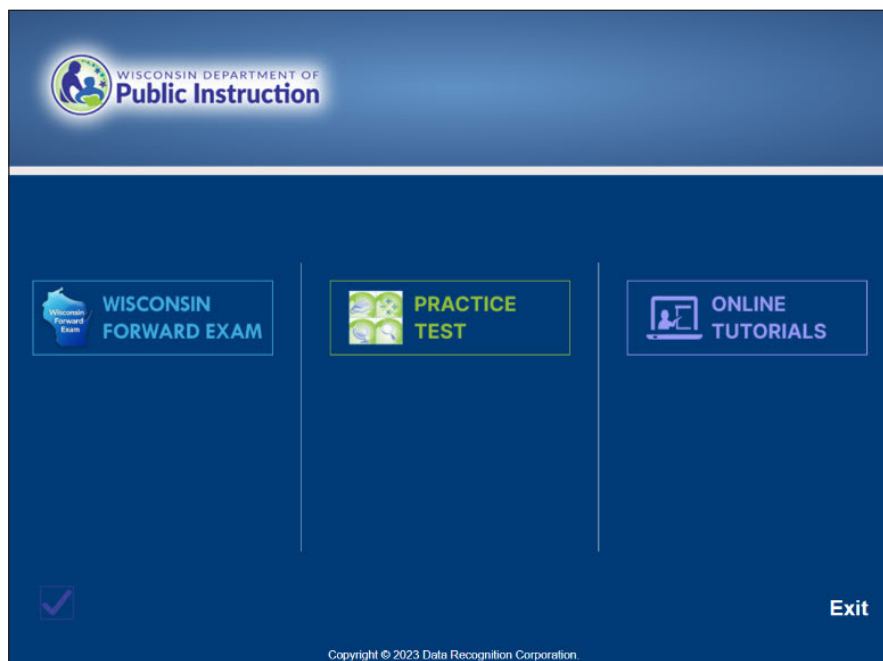 WISCONSIN DEPARTMENT OF
Public Instruction
Wisconsin
Forward
Exam
WISCONSIN
FORWARD EXAM
PRACTICE
TEST
ONLINE
TUTORIALS
Exit
Copyright © 2023 Data Recognition Corporation.